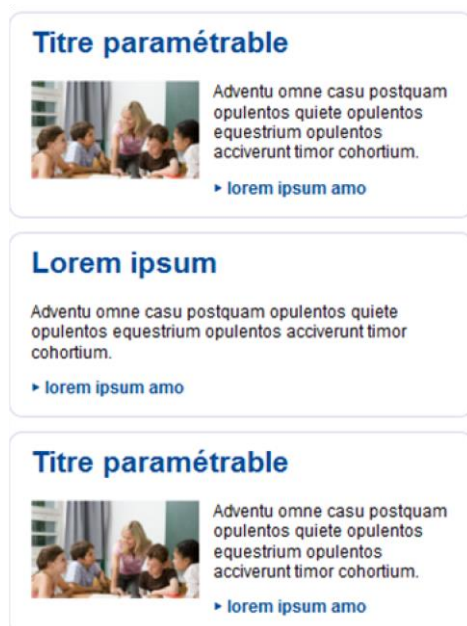 Titre paramétrable
Adventu omne casu postquam
opulentos quiete opulentos
equestrium opulentos
acciverunt timor cohortium.
▸ lorem ipsum amo
Lorem ipsum
Adventu omne casu postquam opulentos quiete
opulentos equestrium opulentos acciverunt timor
cohortium.
▸ lorem ipsum amo
Titre paramétrable
Adventu omne casu postquam
opulentos quiete opulentos
equestrium opulentos
acciverunt timor cohortium.
▸ lorem ipsum amo